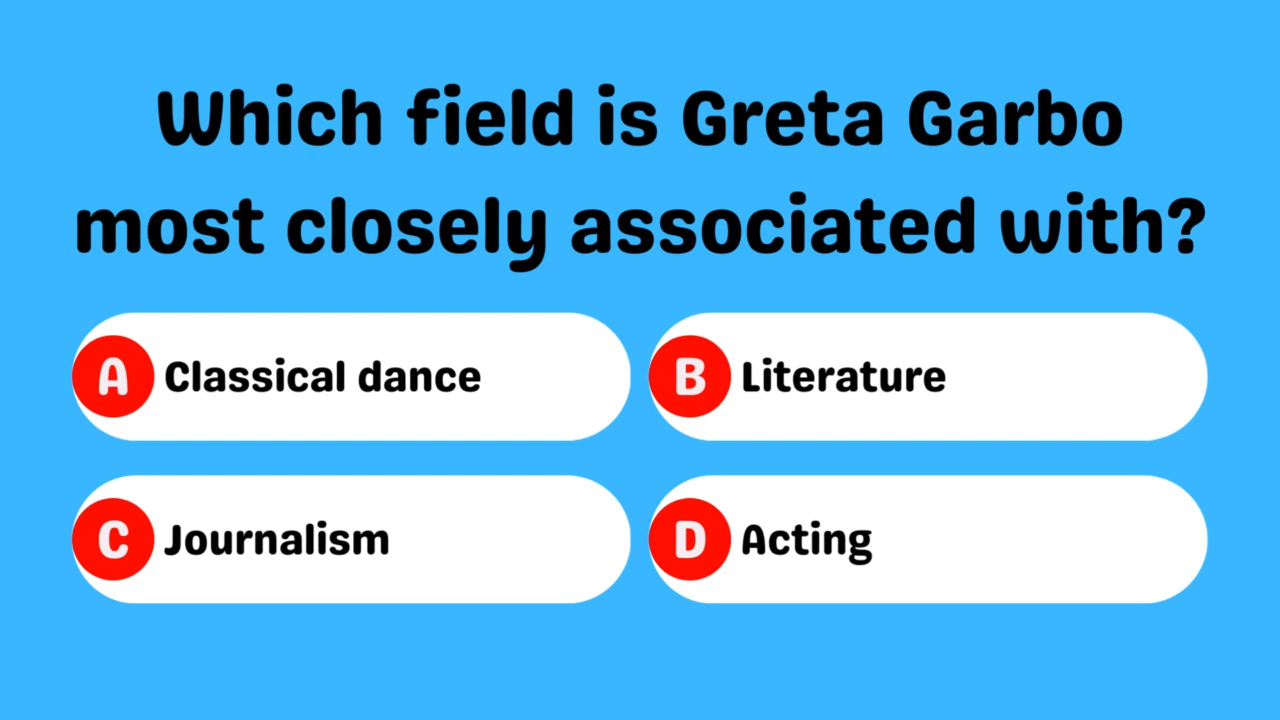 Which field is Greta Garbo
most closely associated with?
A Classical dance
B Literature
C Journalism
D Acting